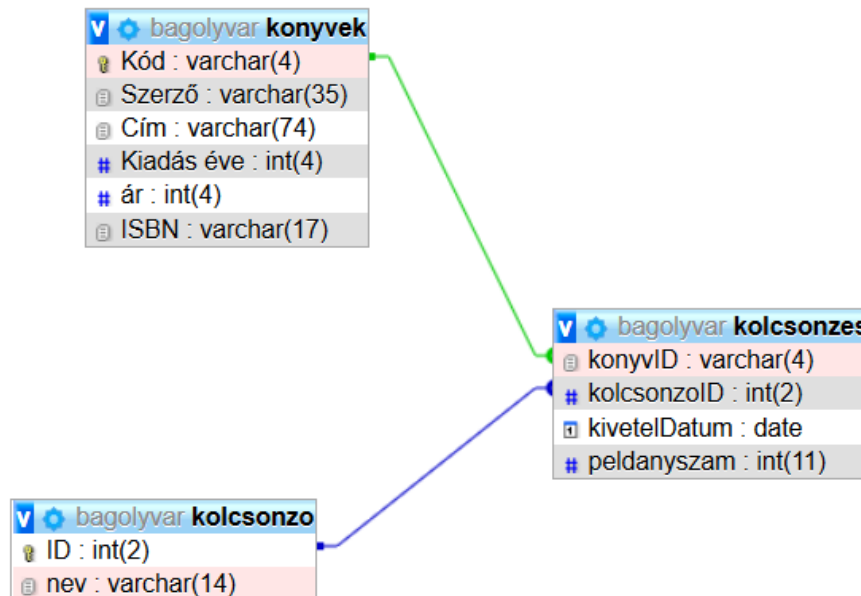 bagolyvar konyvek
Kód : varchar(4)
Szerző : varchar(35)
Cím : varchar(74)
Kiadás éve : int(4)
ár : int(4)
ISBN : varchar(17)
bagolyvar kolcsonzes
konyvID : varchar(4)
kolcsonzoID : int(2)
kivetelDatum : date
peldanyszam : int(11)
bagolyvar kolcsonzo
ID : int(2)
nev : varchar(14)